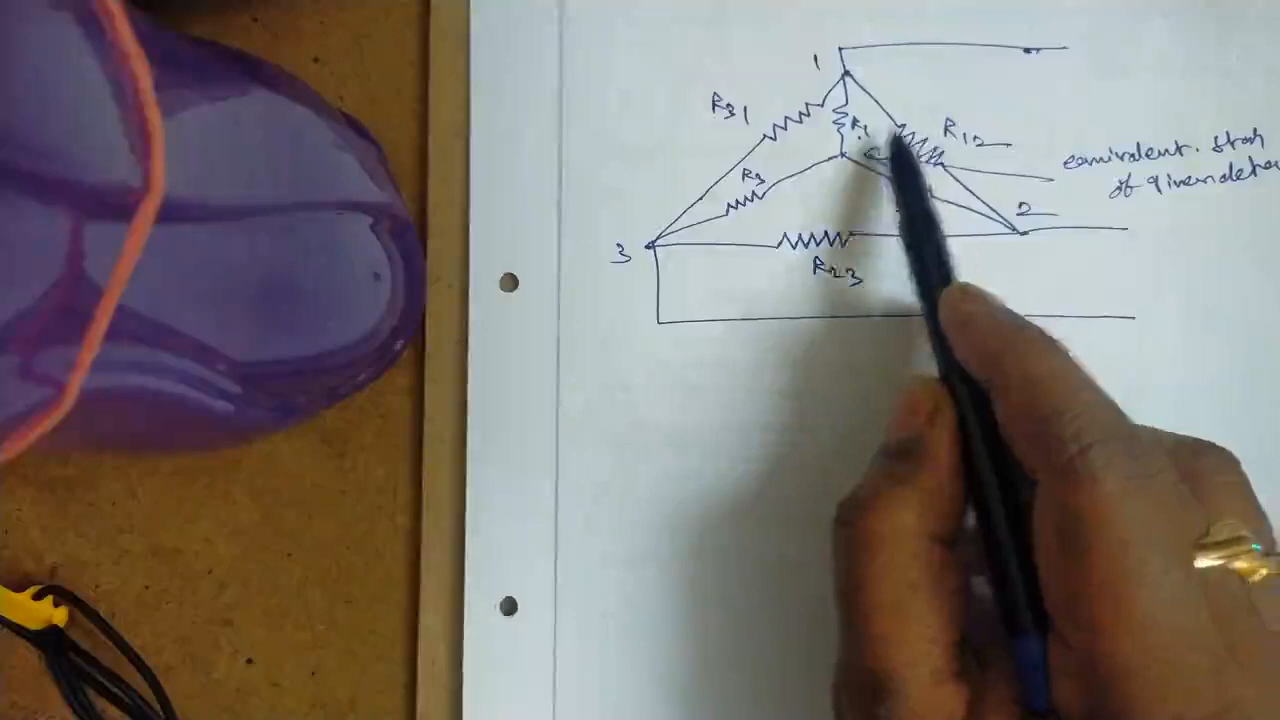 1
R31
R1
R12
equivalent. star
of given delta
R3
2
3
R23